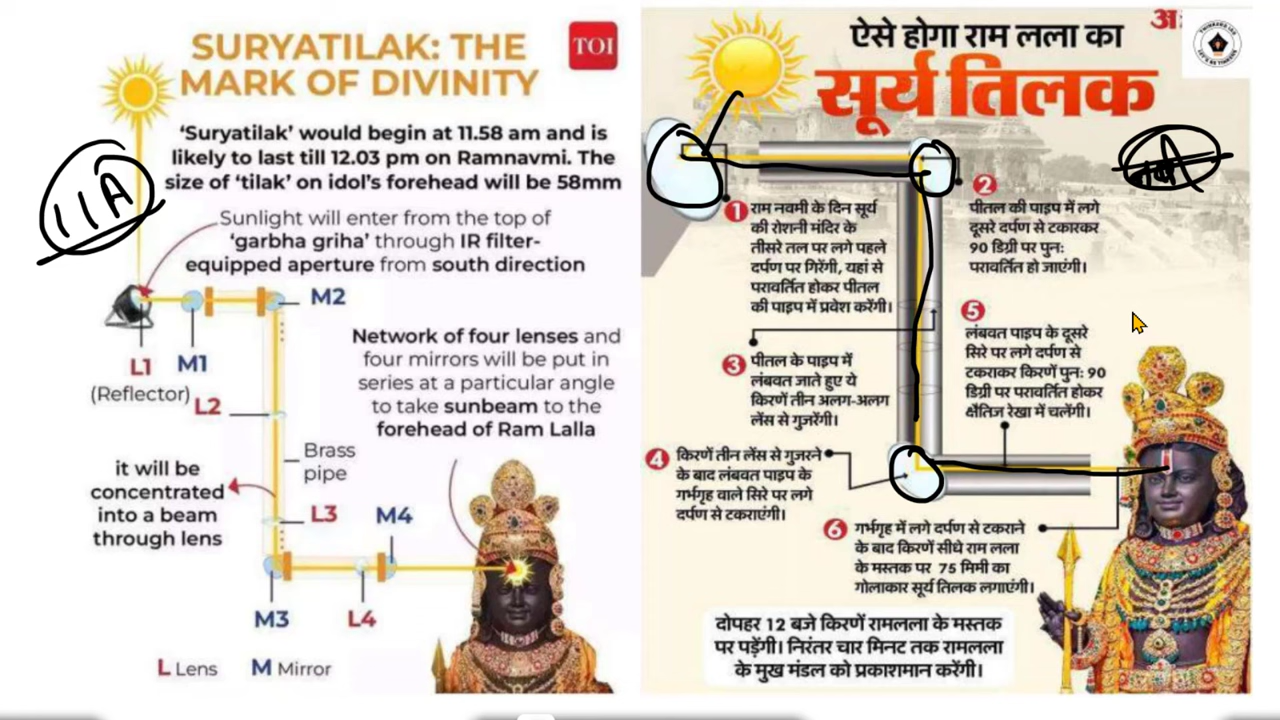 SURYATILAK: THE
MARK OF DIVINITY
TOI
'Suryatilak' would begin at 11.58 am and is
likely to last till 12.03 pm on Ramnavmi. The
size of 'tilak' on idol's forehead will be 58mm
IIA
Sunlight will enter from the top of
'garbha griha' through IR filter-
equipped aperture from south direction
M2
L1
M1
(Reflector)
L2
Network of four lenses and
four mirrors will be put in
series at a particular angle
to take sunbeam to the
forehead of Ram Lalla
Brass
pipe
it will be
concentrated
into a beam
through lens
L3
M4
M3
L4
L Lens M Mirror
ऐसे होगा राम लला का
सूर्य तिलक
1 राम नवमी के दिन सूर्य
की रोशनी मंदिर के
तीसरे तल पर लगे पहले
दर्पण पर गिरेंगी, यहां से
परावर्तित होकर पीतल
की पाइप में प्रवेश करेंगी।
2
पीतल की पाइप में लगे
दूसरे दर्पण से टकारकर
90 डिग्री पर पुन:
परावर्तित हो जाएंगी।
3 पीतल के पाइप में
लंबवत जाते हुए ये
किरणें तीन अलग-अलग
लेंस से गुजरेंगी।
4 किरणें तीन लेंस से गुजरने
के बाद लंबवत पाइप के
गर्भगृह वाले सिरे पर लगे
दर्पण से टकराएंगी।
5
लंबवत पाइप के दूसरे
सिरे पर लगे दर्पण से
टकराकर किरणें पुन: 90
डिग्री पर परावर्तित होकर
क्षैतिज रेखा में चलेंगी।
6 गर्भगृह में लगे दर्पण से टकराने
के बाद किरणें सीधे राम लला
के मस्तक पर 75 मिमी का
गोलाकार सूर्य तिलक लगाएंगी।
दोपहर 12 बजे किरणें रामलला के मस्तक
पर पड़ेंगी। निरंतर चार मिनट तक रामलला
के मुख मंडल को प्रकाशमान करेंगी।